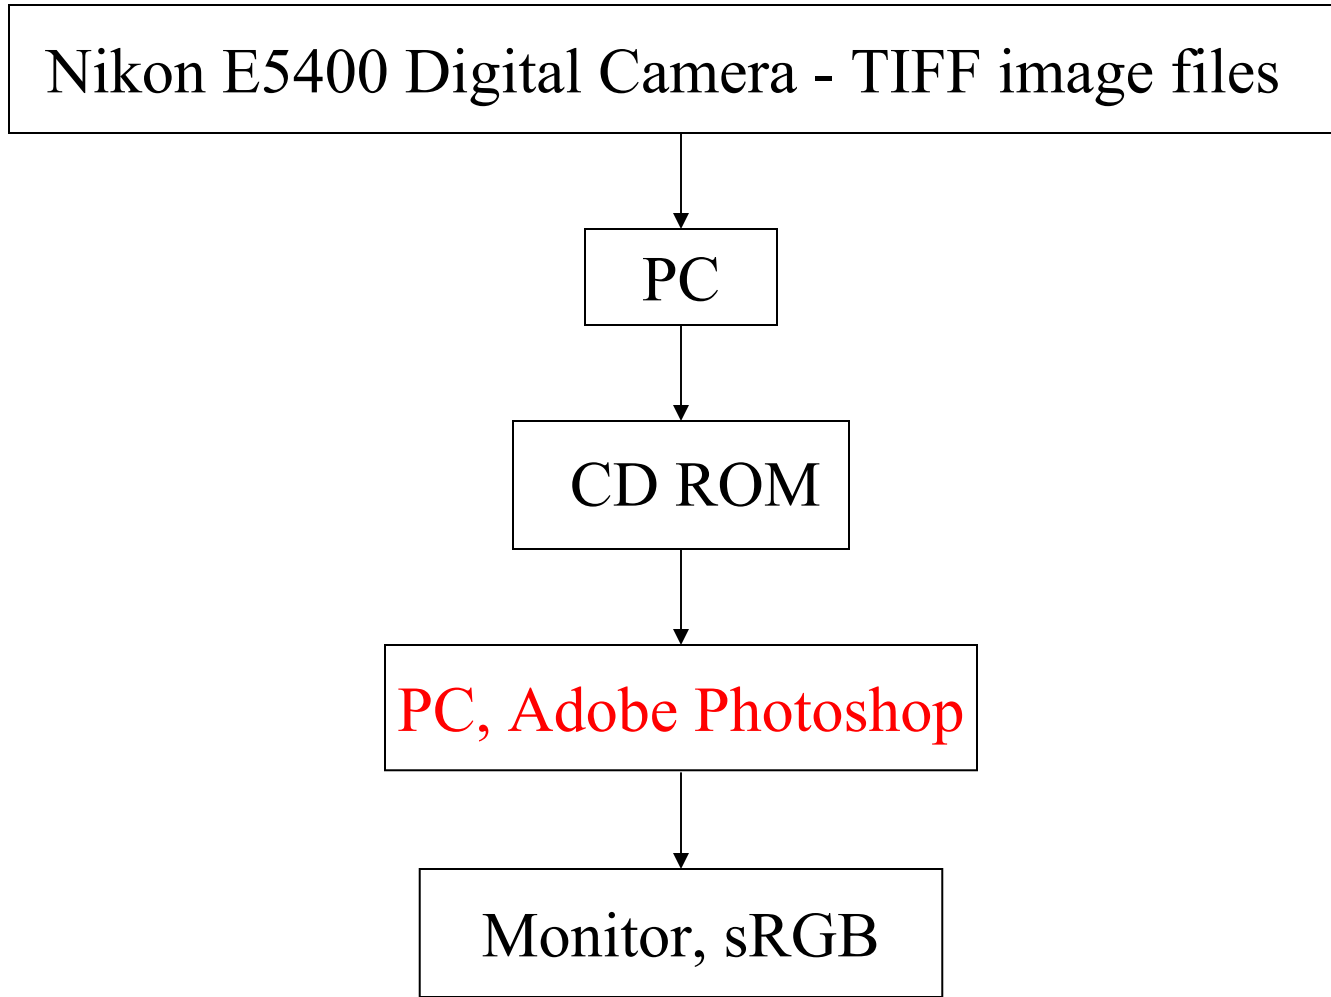 Nikon E5400 Digital Camera - TIFF image files
PC
CD ROM
PC, Adobe Photoshop
Monitor, sRGB